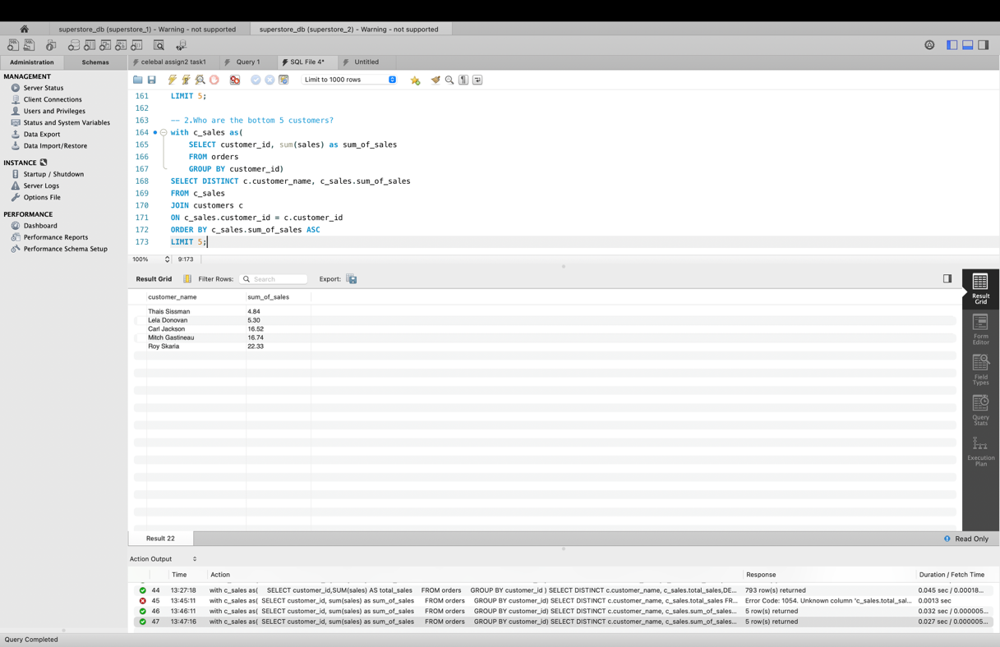 superstore_db (superstore_1) - Warning - not supported
superstore_db (superstore_2) - Warning - not supported
Administration
Schemas
celebal assign2 task1
Query 1
SQL File 4*
Untitled
MANAGEMENT
Server Status
Client Connections
Users and Privileges
Status and System Variables
Data Export
Data Import/Restore
INSTANCE
Startup / Shutdown
Server Logs
Options File
PERFORMANCE
Dashboard
Performance Reports
Performance Schema Setup
Limit to 1000 rows
161 LIMIT 5;
162
163 -- 2.Who are the bottom 5 customers?
164 with c_sales as(
165 SELECT customer_id, sum(sales) as sum_of_sales
166 FROM orders
167 GROUP BY customer_id)
168 SELECT DISTINCT c.customer_name, c_sales.sum_of_sales
169 FROM c_sales
170 JOIN customers c
171 ON c_sales.customer_id = c.customer_id
172 ORDER BY c_sales.sum_of_sales ASC
173 LIMIT 5;
100% 9:173
Result Grid Filter Rows: Search Export:
customer_name sum_of_sales
Thais Sissman 4.84
Lela Donovan 5.30
Carl Jackson 16.52
Mitch Gastineau 16.74
Roy Skaria 22.33
Result
Grid
Form
Editor
Field
Types
Query
Stats
Execution
Plan
Result 22
Read Only
Action Output
Time Action Response Duration / Fetch Time
44 13:27:18 with c_sales as( SELECT customer_id,SUM(sales) AS total_sales FROM orders GROUP BY customer_id ) SELECT DISTINCT c.customer_name, c_sales.total_sales,DE... 793 row(s) returned 0.045 sec / 0.00018...
45 13:45:11 with c_sales as( SELECT customer_id, sum(sales) as sum_of_sales FROM orders GROUP BY customer_id) SELECT DISTINCT c.customer_name, c_sales.total_sales FR... Error Code: 1054. Unknown column 'c_sales.total_sal... 0.0013 sec
46 13:46:11 with c_sales as( SELECT customer_id, sum(sales) as sum_of_sales FROM orders GROUP BY customer_id) SELECT DISTINCT c.customer_name, c_sales.sum_of_sales... 5 row(s) returned 0.032 sec / 0.000005...
47 13:47:16 with c_sales as( SELECT customer_id, sum(sales) as sum_of_sales FROM orders GROUP BY customer_id) SELECT DISTINCT c.customer_name, c_sales.sum_of_sales... 5 row(s) returned 0.027 sec / 0.000005...
Query Completed